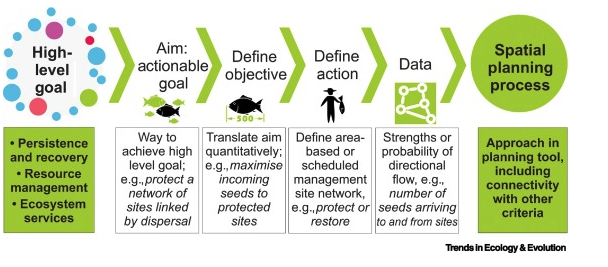 High-
level
goal
Aim:
actionable
goal
Define
objective
500
Define
action
Data
Spatial
planning
process
• Persistence
and recovery
• Resource
management
• Ecosystem
services
Way to
achieve high
level goal;
e.g.,protect a
network of
sites linked
by dispersal
Translate aim
quantitatively;
e.g.,maximise
incoming
seeds to
protected
sites
Define area-
based or
scheduled
management
site network,
e.g.,protect or
restore
Strengths or
probability of
directional
flow, e.g.,
number of
seeds arriving
to and from sites
Approach in
planning tool,
including
connectivity
with other
criteria
Trends in Ecology & Evolution